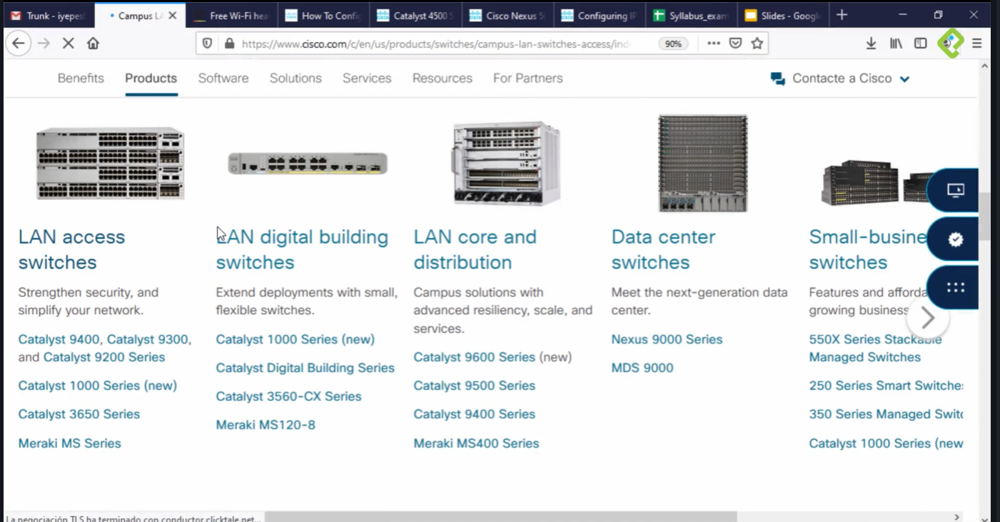 Trunk - iyepes
Campus LA
Free Wi-Fi hea
How To Config
Catalyst 4500 S
Cisco Nexus 5
Configuring IP
Syllabus_exam
Slides - Google
https://www.cisco.com/c/en/us/products/switches/campus-lan-switches-access/ind
90%
Benefits
Products
Software
Solutions
Services
Resources
For Partners
Contacte a Cisco
LAN access
switches
Strengthen security, and
simplify your network.
Catalyst 9400, Catalyst 9300,
and Catalyst 9200 Series
Catalyst 1000 Series (new)
Catalyst 3650 Series
Meraki MS Series
LAN digital building
switches
Extend deployments with small,
flexible switches.
Catalyst 1000 Series (new)
Catalyst Digital Building Series
Catalyst 3560-CX Series
Meraki MS120-8
LAN core and
distribution
Campus solutions with
advanced resiliency, scale, and
services.
Catalyst 9600 Series (new)
Catalyst 9500 Series
Catalyst 9400 Series
Meraki MS400 Series
Data center
switches
Meet the next-generation data
center.
Nexus 9000 Series
MDS 9000
Small-busine
switches
Features and afforda
growing business
550X Series Stackable
Managed Switches
250 Series Smart Switches
350 Series Managed Switc
Catalyst 1000 Series (new
La negociación TLS ha terminado con conductor.clicktale.net...